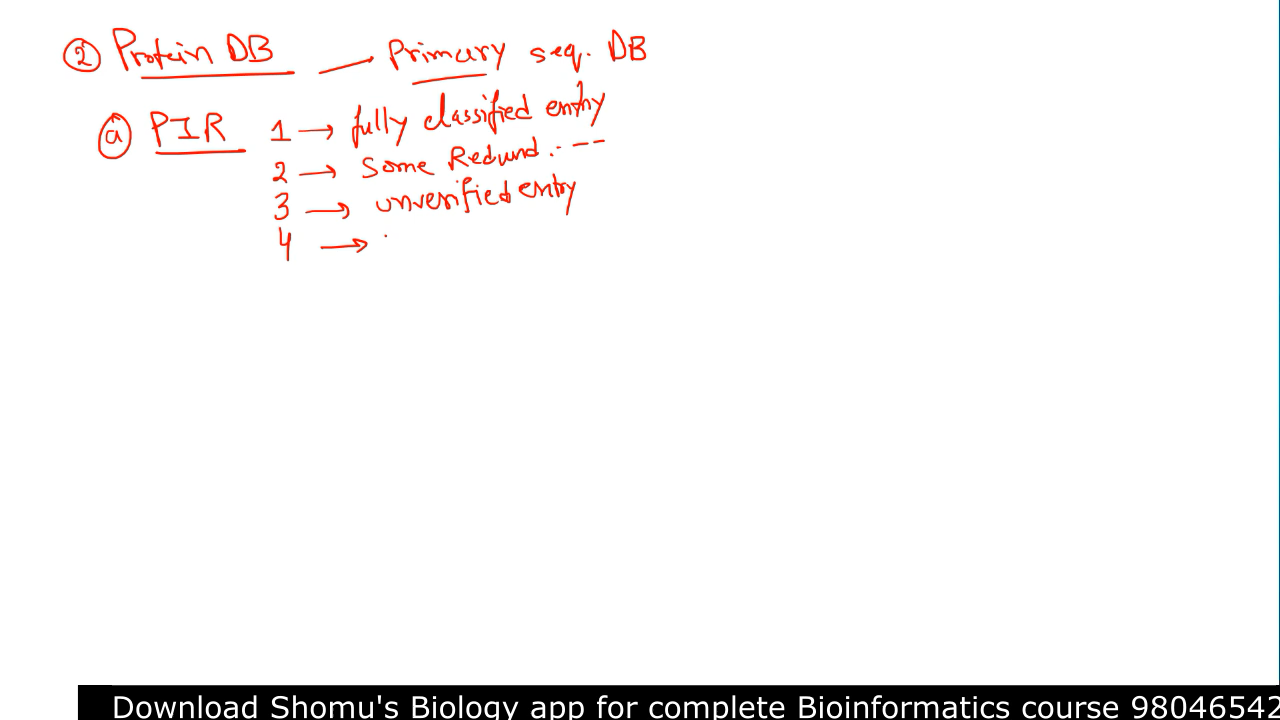 ② Protein DB → Primary seq. DB
ⓐ PIR 1 → fully classified entry
2 → Some Redund. - --
3 → unverified entry
4 →
Download Shomu's Biology app for complete Bioinformatics course 98046542